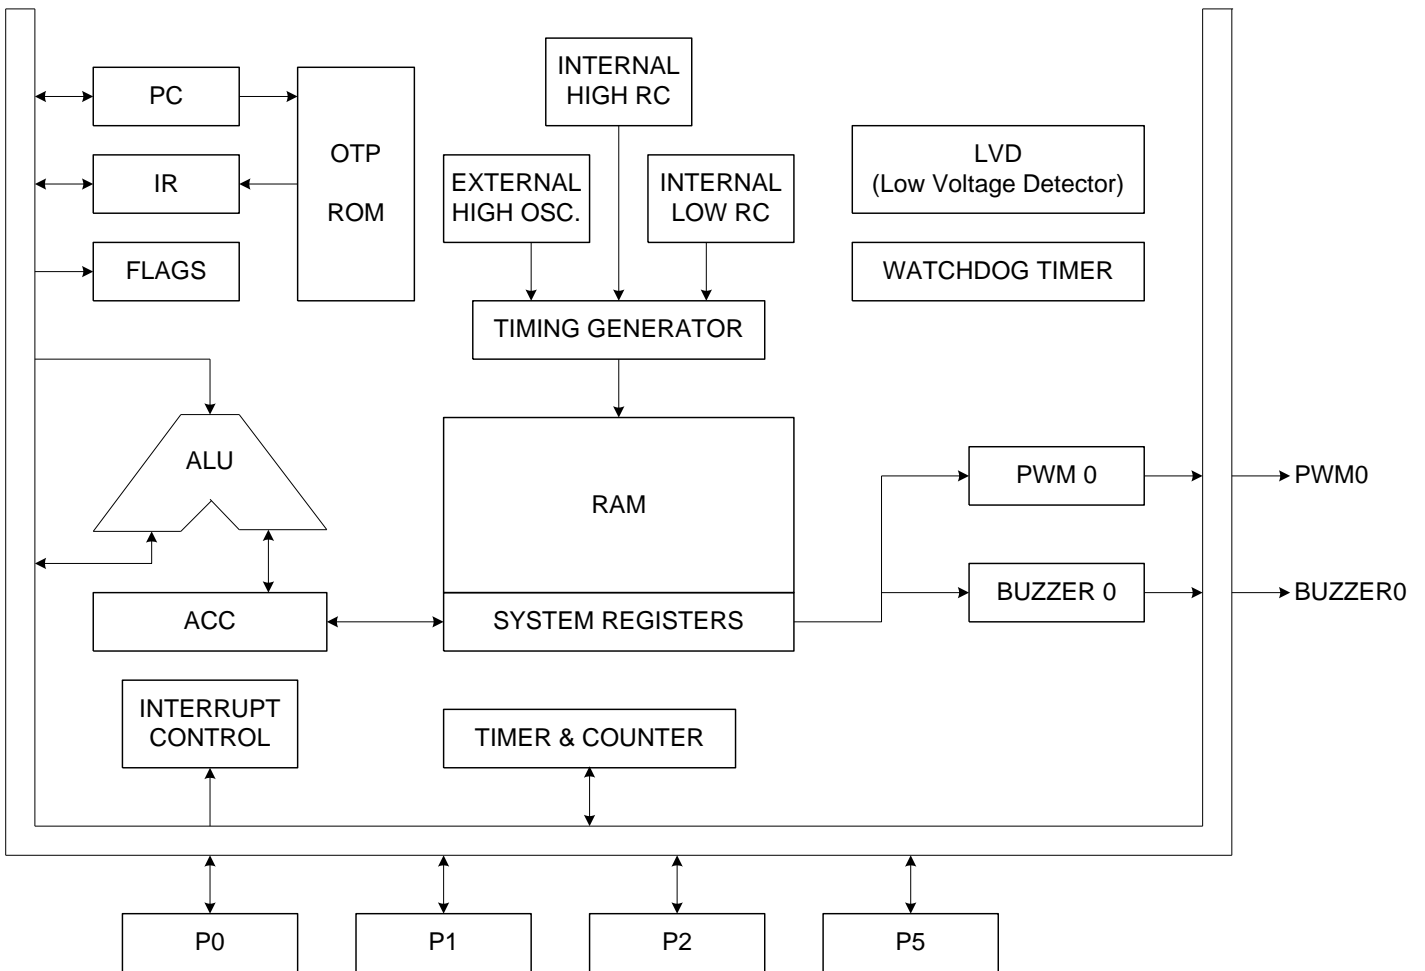 INTERNAL
HIGH RC
PC
OTP
ROM
LVD
(Low Voltage Detector)
IR
EXTERNAL
HIGH OSC.
INTERNAL
LOW RC
FLAGS
WATCHDOG TIMER
TIMING GENERATOR
ALU
RAM
PWM 0
PWM0
BUZZER 0
BUZZER0
ACC
SYSTEM REGISTERS
INTERRUPT
CONTROL
TIMER & COUNTER
P0
P1
P2
P5